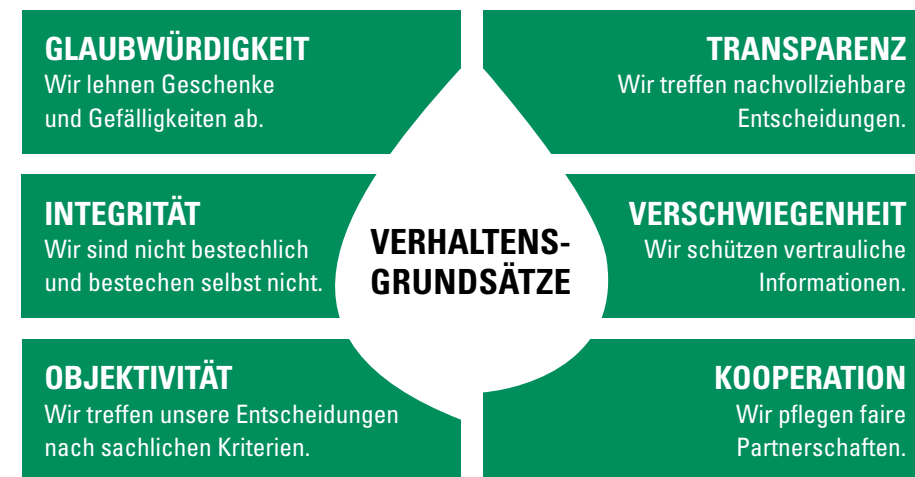 GLAUBWÜRDIGKEIT
Wir lehnen Geschenke
und Gefälligkeiten ab.
TRANSPARENZ
Wir treffen nachvollziehbare
Entscheidungen.
INTEGRITÄT
Wir sind nicht bestechlich
und bestechen selbst nicht.
VERHALTENS-
GRUNDSÄTZE
VERSCHWIEGENHEIT
Wir schützen vertrauliche
Informationen.
OBJEKTIVITÄT
Wir treffen unsere Entscheidungen
nach sachlichen Kriterien.
KOOPERATION
Wir pflegen faire
Partnerschaften.